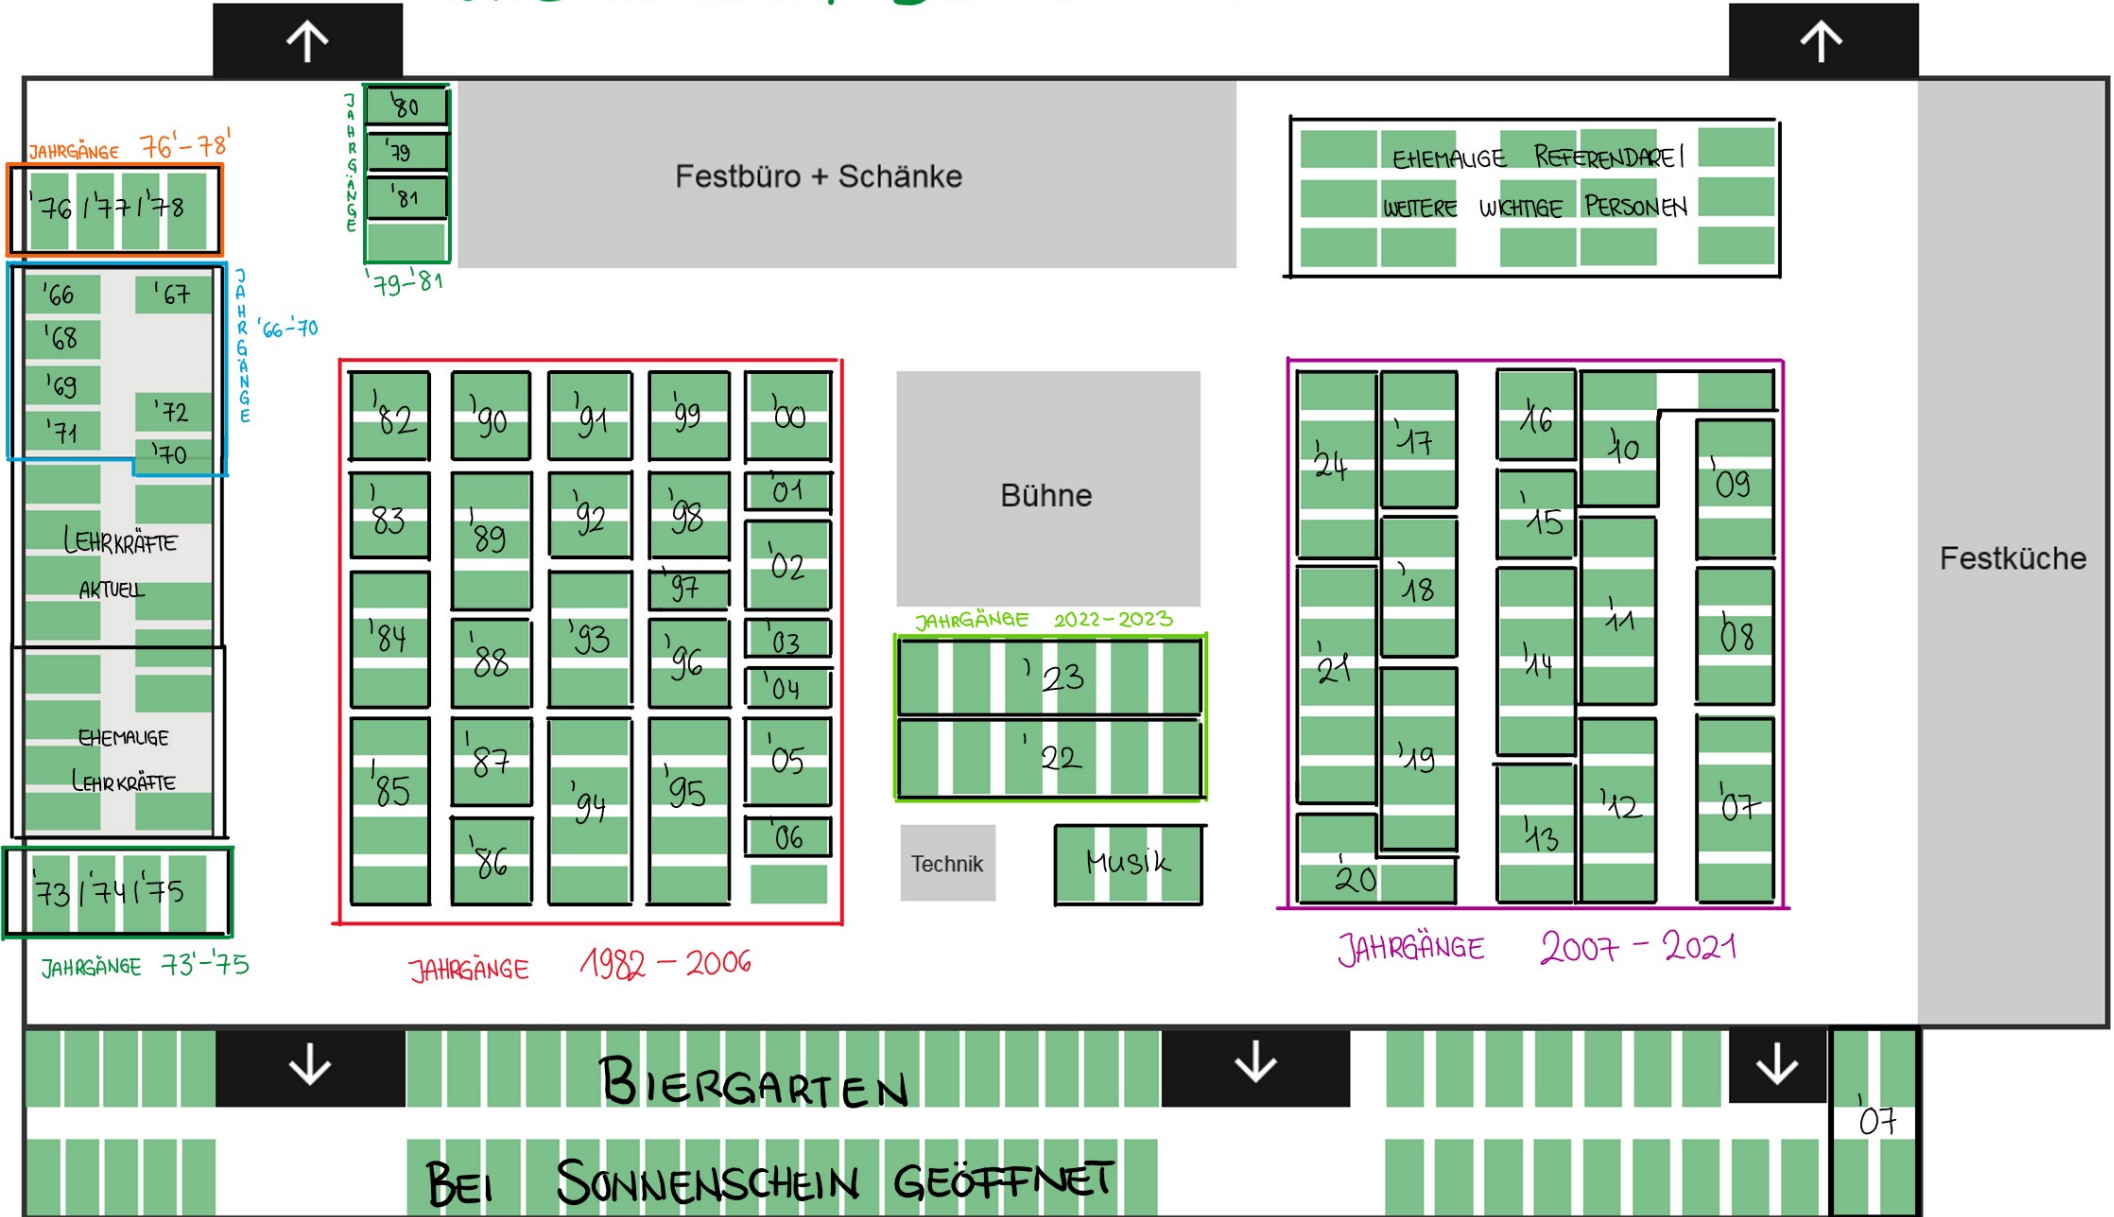 JAHRGÄNGE 76'-78'
'76 / '77 / '78
JAHRGÄNGE
'80
'79
'81
'79-'81
Festbüro + Schänke
EHEMALIGE REFERENDAREI
WEITERE WICHTIGE PERSONEN
'66 '67
'68
'69
'72
'71
'70
JAHRGÄNGE '66-'70
LEHRKRÄFTE
AKTUELL
EHEMALIGE
LEHRKRÄFTE
'73 / '74 / '75
JAHRGÄNGE 73'-'75
'82 '90 '91 '99 '00
'83 '89 '92 '98 '01
'02
'97
'84 '88 '93 '96 '03
'04
'85 '87 '94 '95 '05
'86 '06
JAHRGÄNGE 1982-2006
Bühne
JAHRGÄNGE 2022-2023
'23
'22
Technik
Musik
'24 '17 '16 '10 '09
'15
'21 '18 '14 '11 '08
'19 '13 '12 '07
'20
JAHRGÄNGE 2007-2021
Festküche
BIERGARTEN
BEI SONNENSCHEIN GEÖFFNET
'07